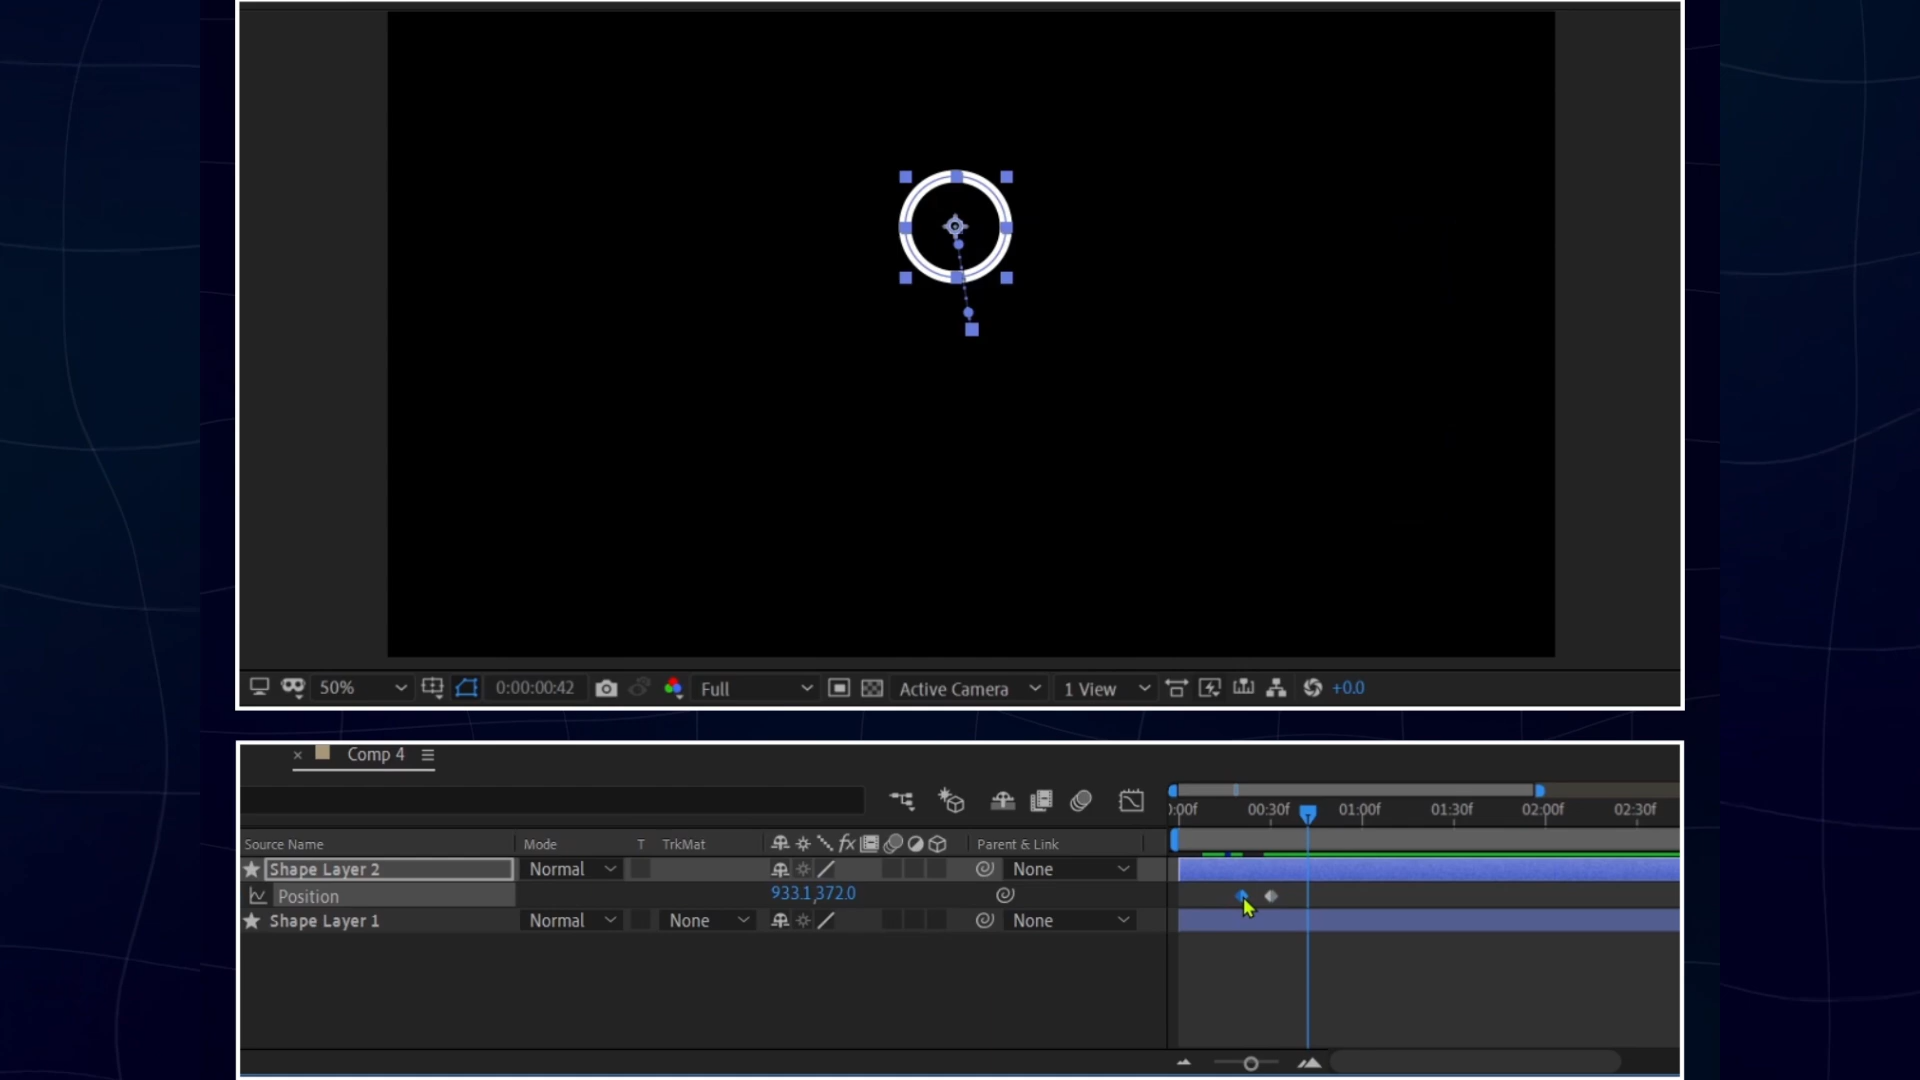 50%
0:00:00:42
Full
Active Camera
1 View
+0.0
× Comp 4
:00f 00:30f 01:00f 01:30f 02:00f 02:30f
Source Name Mode T TrkMat fx Parent & Link
Shape Layer 2 Normal None
Position 933.1,372.0
Shape Layer 1 Normal None None